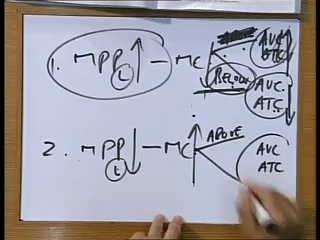 1. MPP t ↑ — MC
AVC
ATC
BELOW
AVC
ATC
2. MPP t ↓ — MC ↑
ABOVE
AVC
ATC